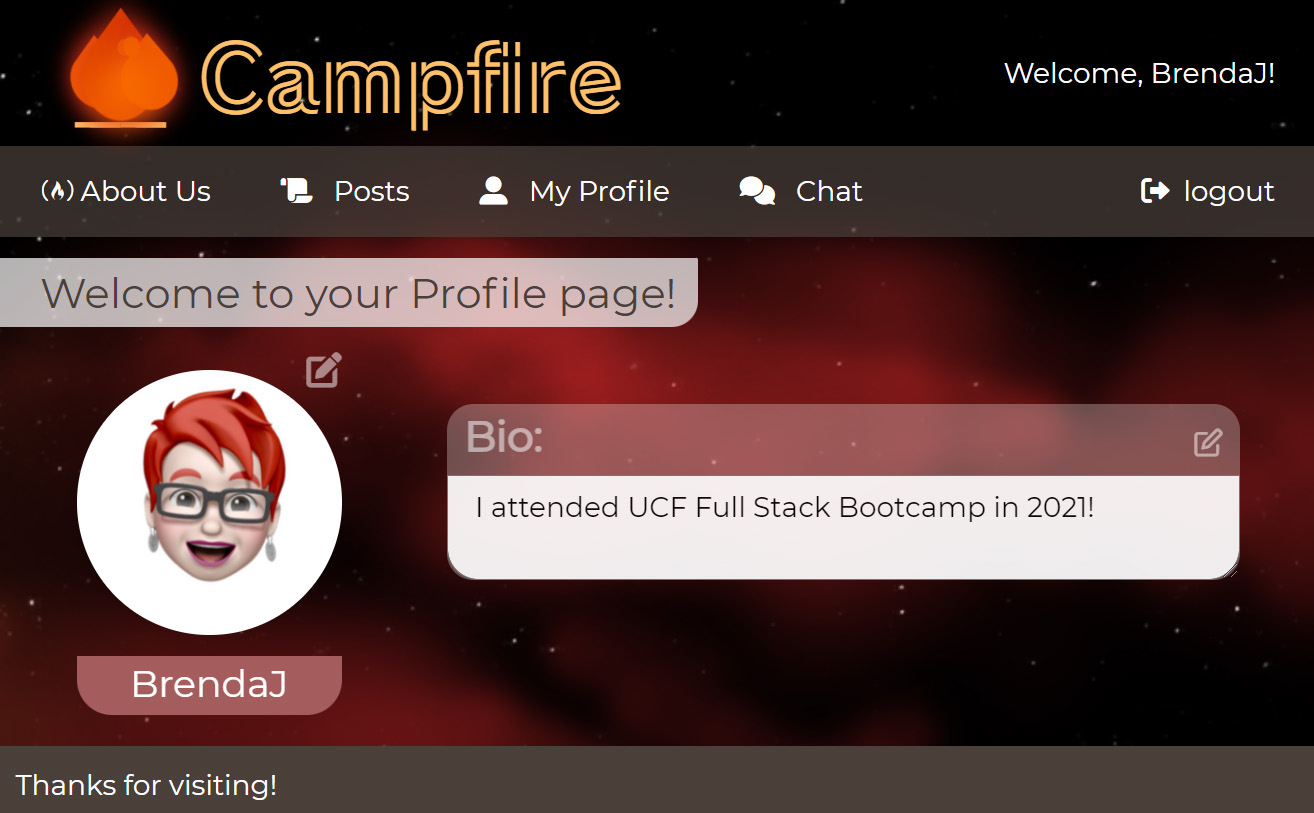 Campfire
Welcome, BrendaJ!
About Us Posts My Profile Chat logout
Welcome to your Profile page!
Bio:
I attended UCF Full Stack Bootcamp in 2021!
BrendaJ
Thanks for visiting!